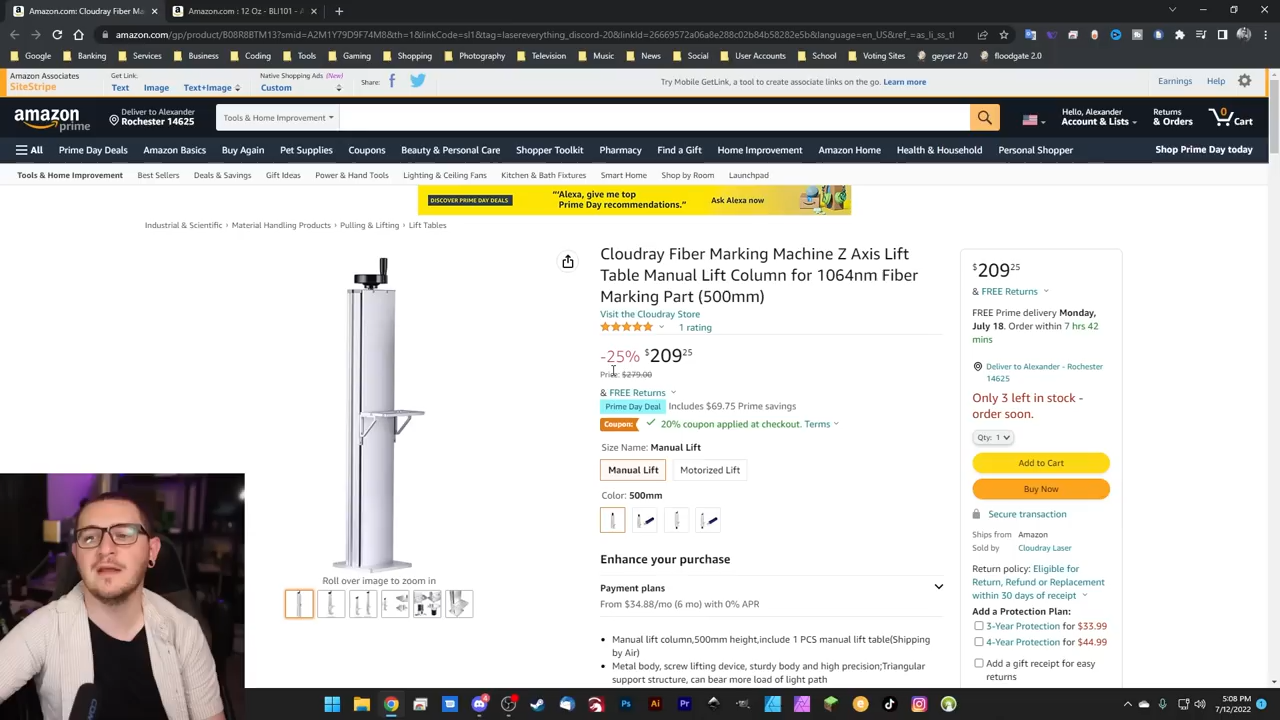 Amazon.com: Cloudray Fiber Ma
Amazon.com - A
amazon.com/gp/product/B08R8BTM13?smid=A2M1Y79D9F74M8&th=1&linkCode=sl1&tag=lasereverything_discord-20&linkId=26669572a06a8e288c02b84b58282e5b&language=en_US&ref_=as_li_ss_tl
Google Banking Services Business Tools Gaming Shopping Photography Television Music News Social User Accounts School Voting Sites floodgate 2.0 floodgate 2.0
Amazon Associates
SiteStripe
Get Link:
Text Image Text+Image
Native Shopping Ads (New)
Custom
Share:
Try Mobile GetLink, a tool to create associate links on the go. Learn more
Earnings Help
amazon
prime
Deliver to Alexander
Rochester 14625
Tools & Home Improvement
Hello, Alexander
Account & Lists
Returns
& Orders
0
Cart
All Prime Day Deals Amazon Basics Buy Again Pet Supplies Coupons Beauty & Personal Care Shopper Toolkit Pharmacy Find a Gift Home Improvement Amazon Home Health & Household Personal Shopper Shop Prime Day today
Tools & Home Improvement Best Sellers Deals & Savings Gift Ideas Power & Hand Tools Lighting & Ceiling Fans Kitchen & Bath Fixtures Smart Home Shop by Room Launchpad
DISCOVER PRIME DAY DEALS
“Alexa, give me top
Prime Day recommendations.”
Ask Alexa now
Industrial & Scientific › Material Handling Products › Pulling & Lifting › Lift Tables
Roll over image to zoom in
Cloudray Fiber Marking Machine Z Axis Lift
Table Manual Lift Column for 1064nm Fiber
Marking Part (500mm)
Visit the Cloudray Store
1 rating
-25% $209 25
Price: $279.00
& FREE Returns
Prime Day Deal Includes $69.75 Prime savings
Coupon: 20% coupon applied at checkout. Terms
Size Name: Manual Lift
Manual Lift Motorized Lift
Color: 500mm
Enhance your purchase
Payment plans
From $34.88/mo (6 mo) with 0% APR
Manual lift column,500mm height,include 1 PCS manual lift table(Shipping
by Air)
Metal body, screw lifting device, sturdy body and high precision;Triangular
support structure, can bear more load of light path
$209 25
& FREE Returns
FREE Prime delivery Monday,
July 18. Order within 7 hrs 42
mins
Deliver to Alexander - Rochester
14625
Only 3 left in stock -
order soon.
Qty: 1
Add to Cart
Buy Now
Secure transaction
Ships from Amazon
Sold by Cloudray Laser
Return policy: Eligible for
Return, Refund or Replacement
within 30 days of receipt
Add a Protection Plan:
3-Year Protection for $33.99
4-Year Protection for $44.99
Add a gift receipt for easy
returns
5:08 PM
7/12/2022